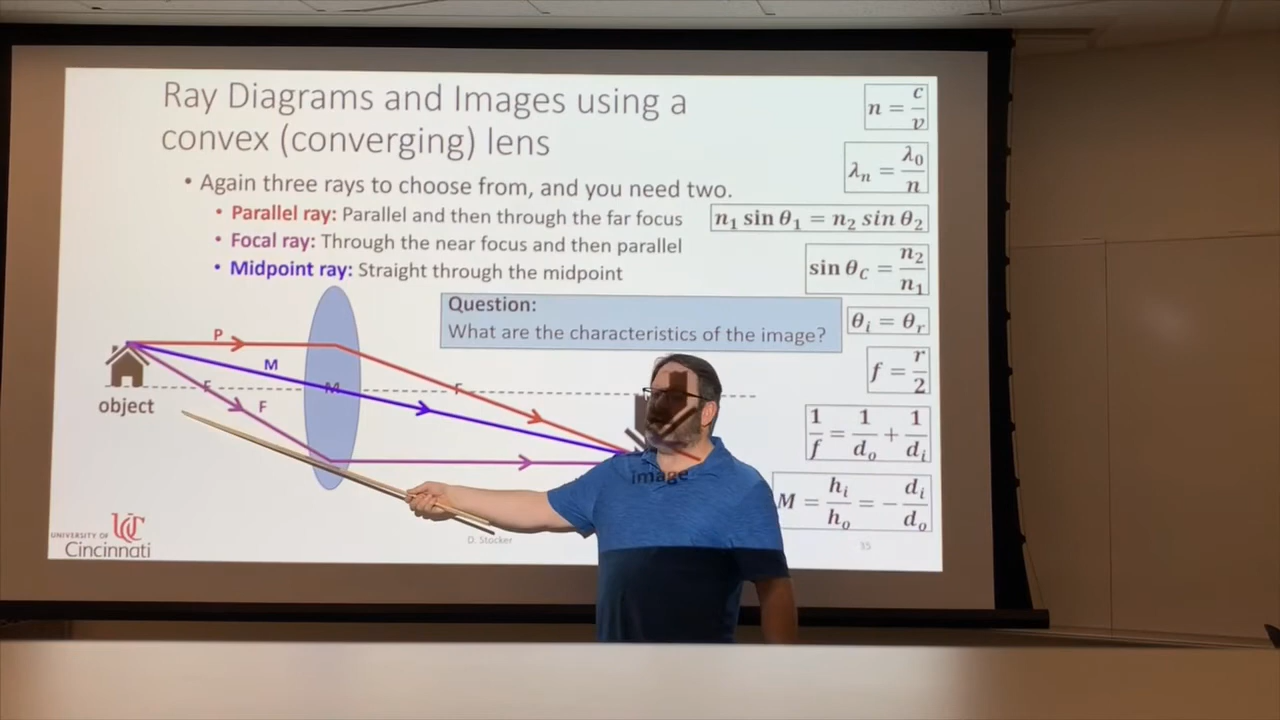 Ray Diagrams and Images using a
convex (converging) lens
• Again three rays to choose from, and you need two.
• Parallel ray: Parallel and then through the far focus
• Focal ray: Through the near focus and then parallel
• Midpoint ray: Straight through the midpoint
Question:
What are the characteristics of the image?
P
M
F
M
F
F
object
image
n = c/v
λₙ = λ₀/n
n₁ sin θ₁ = n₂ sin θ₂
sin θ_C = n₂/n₁
θᵢ = θᵣ
f = r/2
1/f = 1/dₒ + 1/dᵢ
M = hᵢ/hₒ = − dᵢ/dₒ
UC
UNIVERSITY OF
Cincinnati
D. Stocker
35